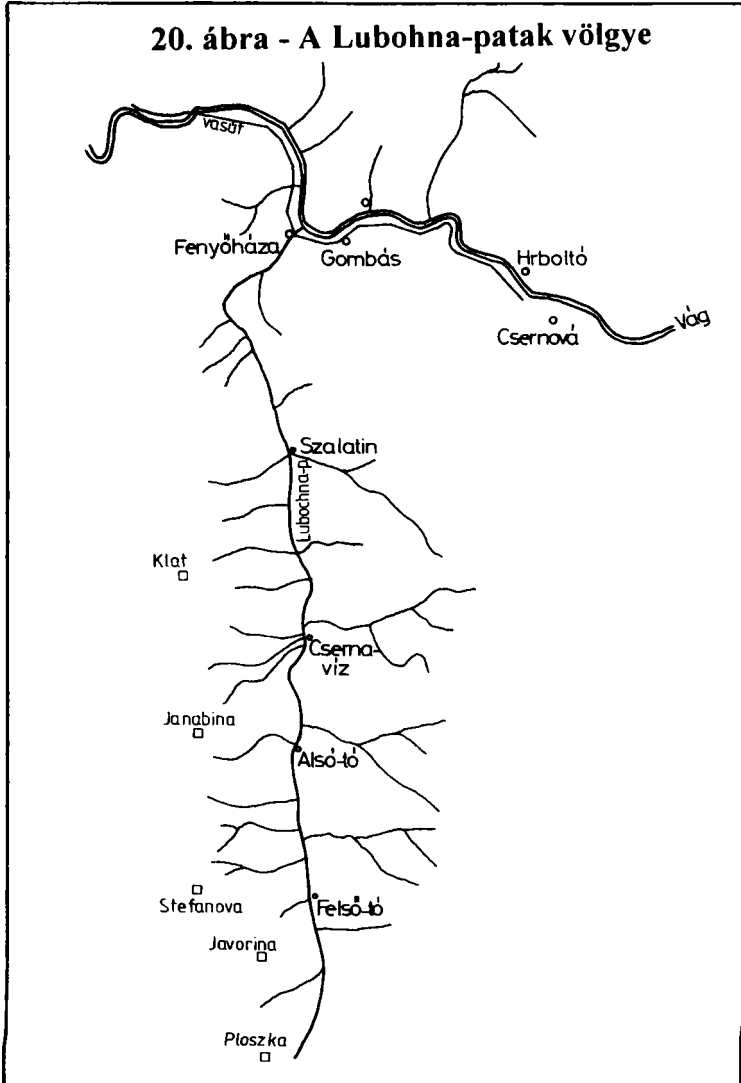 20. ábra - A Lubohna-patak völgye
vasút
Fenyőháza
Gombás
Hrboltó
Csernová
Vág
Szalatin
Lubochna-p.
Klat
Cserna-
víz
Janabina
Alsó-tó
Stefanova
Felső-tó
Javorina
Ploszka